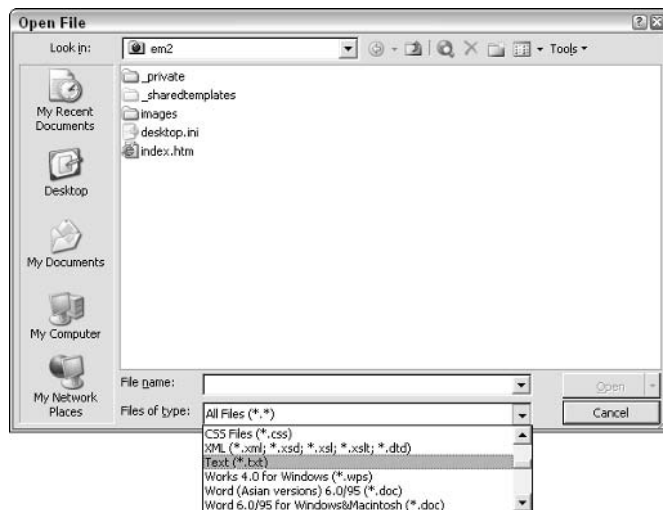 Open File
Look in:
em2
Tools
_private
_sharedtemplates
images
desktop.ini
index.htm
My Recent
Documents
Desktop
My Documents
My Computer
My Network
Places
File name:
Open
Files of type:
All Files (*.*)
Cancel
CSS Files (*.css)
XML (*.xml; *.xsd; *.xsl; *.xslt; *.dtd)
Text (*.txt)
Works 4.0 for Windows (*.wps)
Word (Asian versions) 6.0/95 (*.doc)
Word 6.0/95 for Windows&Macintosh (*.doc)